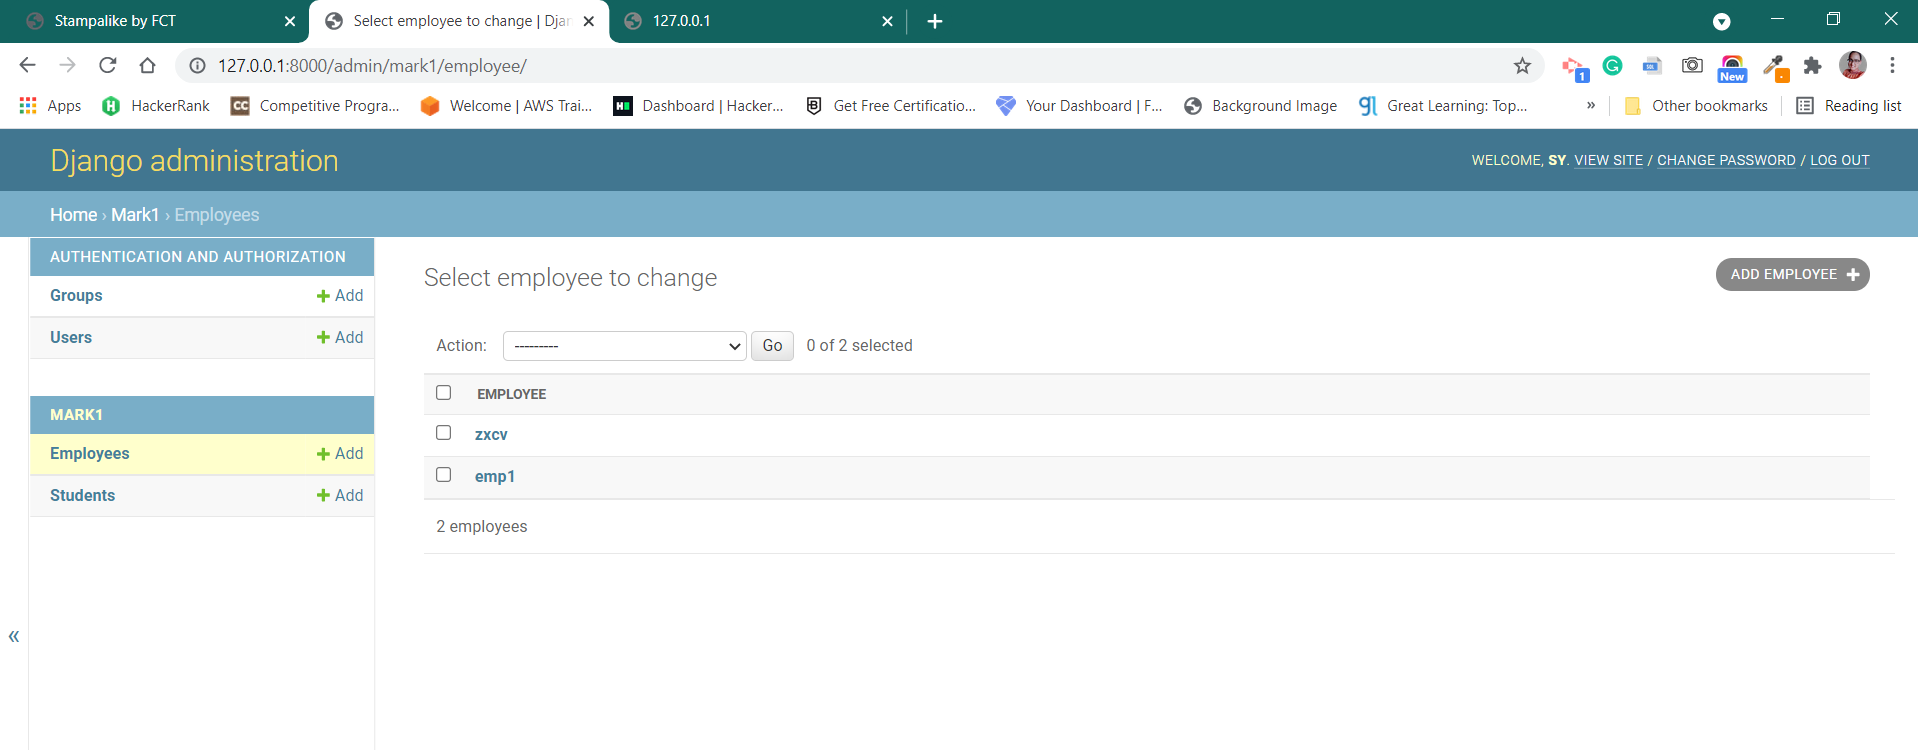 Stampalike by FCT
Select employee to change | Djan
127.0.0.1
127.0.0.1:8000/admin/mark1/employee/
1
New
Apps
HackerRank
CC
Competitive Progra...
Welcome | AWS Trai...
Dashboard | Hacker...
Get Free Certificatio...
Your Dashboard | F...
Background Image
Great Learning: Top...
»
Other bookmarks
Reading list
Django administration
WELCOME, SY. VIEW SITE / CHANGE PASSWORD / LOG OUT
Home › Mark1 › Employees
AUTHENTICATION AND AUTHORIZATION
Groups + Add
Users + Add
MARK1
Employees + Add
Students + Add
«
Select employee to change
ADD EMPLOYEE +
Action: --------- Go 0 of 2 selected
EMPLOYEE
zxcv
emp1
2 employees